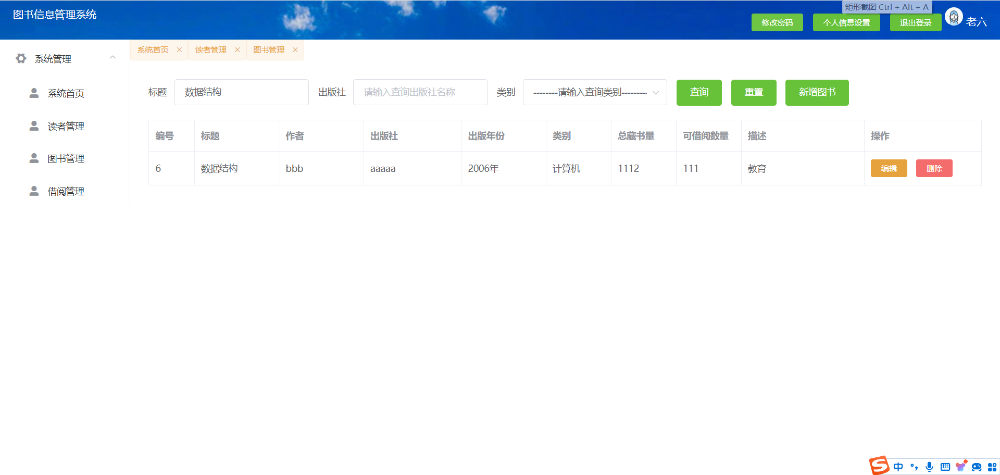 图书信息管理系统
矩形截图 Ctrl + Alt + A
修改密码 个人信息设置 退出登录 老六
系统管理
系统首页
读者管理
图书管理
借阅管理
系统首页 × 读者管理 × 图书管理 ×
标题 数据结构 出版社 请输入查询出版社名称 类别 --------请输入查询类别--------- 查询 重置 新增图书
编号 标题 作者 出版社 出版年份 类别 总藏书量 可借阅数量 描述 操作
6 数据结构 bbb aaaaa 2006年 计算机 1112 111 教育 编辑 删除
S 中